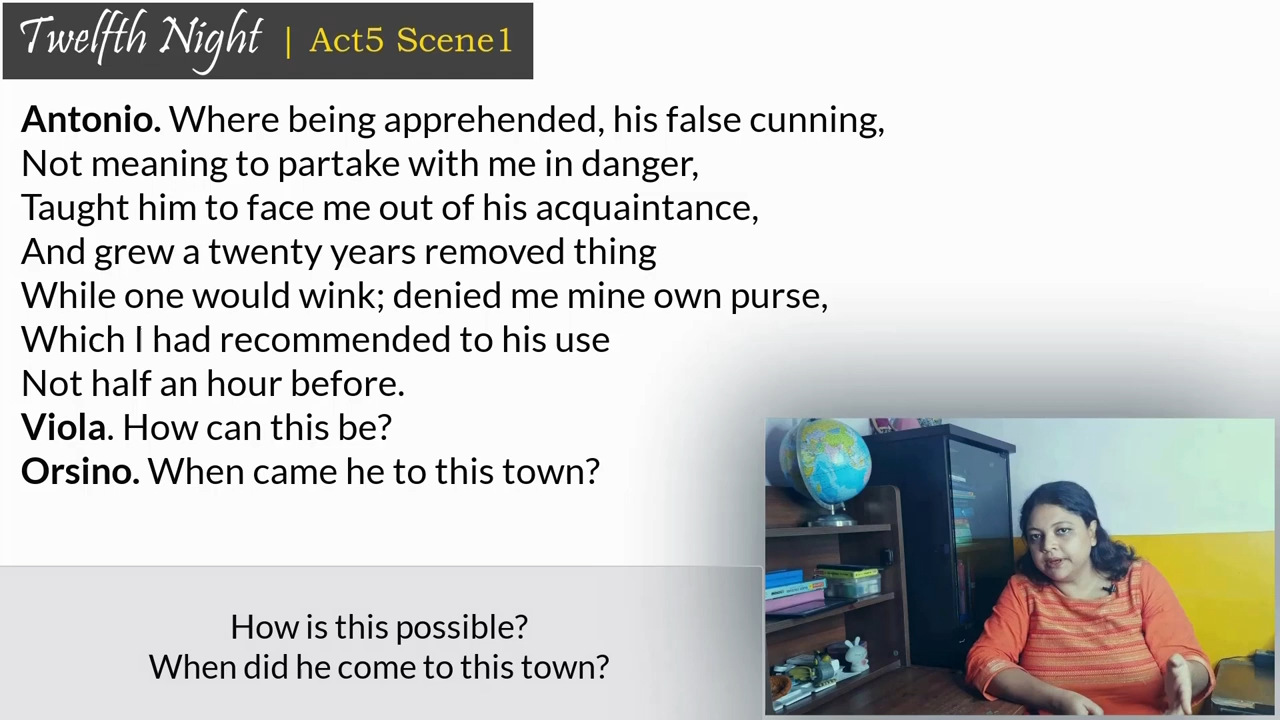 Twelfth Night | Act5 Scene1
Antonio. Where being apprehended, his false cunning,
Not meaning to partake with me in danger,
Taught him to face me out of his acquaintance,
And grew a twenty years removed thing
While one would wink; denied me mine own purse,
Which I had recommended to his use
Not half an hour before.
Viola. How can this be?
Orsino. When came he to this town?
How is this possible?
When did he come to this town?